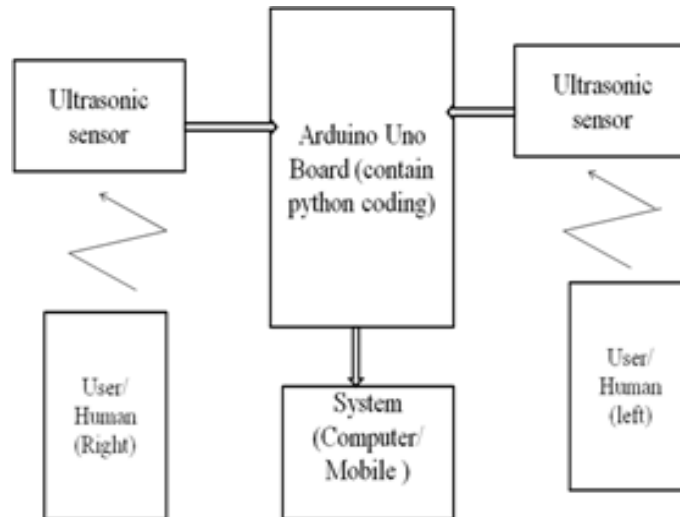 Ultrasonic
sensor
Arduino Uno
Board (contain
python coding)
Ultrasonic
sensor
User/
Human
(Right)
System
(Computer/
Mobile )
User/
Human
(left)